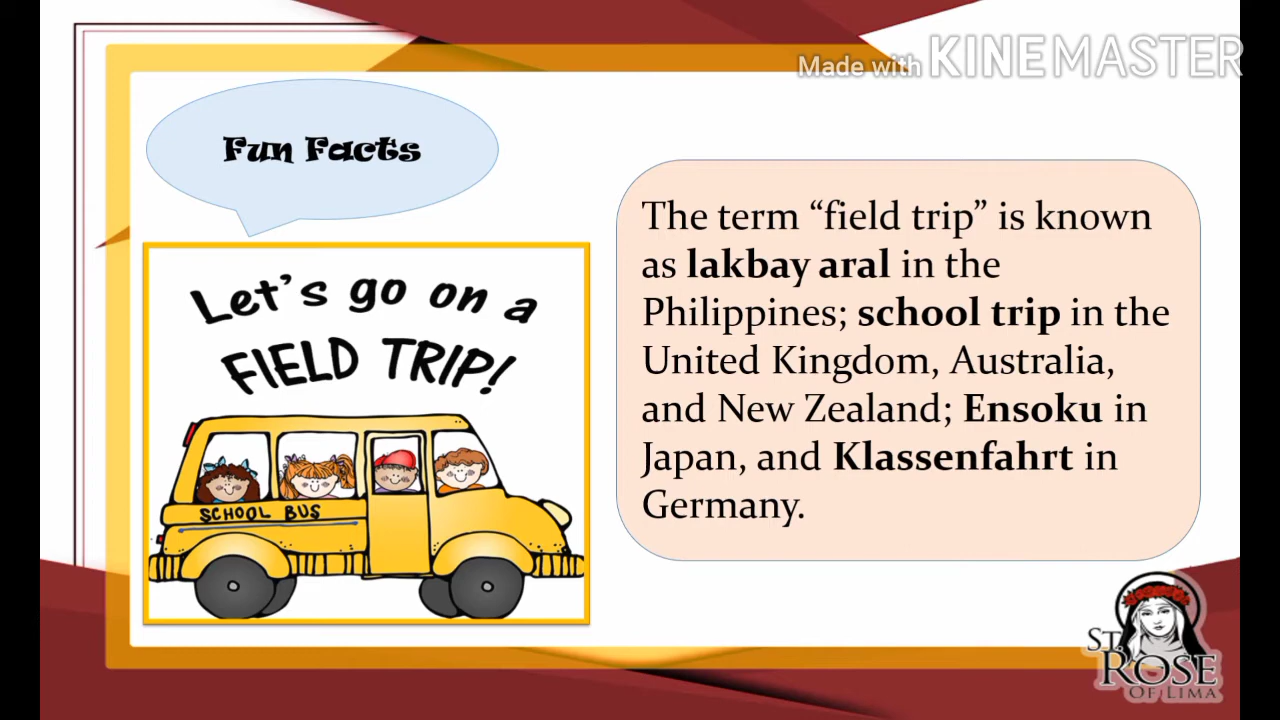 Made with KINEMASTER
Fun Facts
Let's go on a
FIELD TRIP!
SCHOOL BUS
The term “field trip” is known
as lakbay aral in the
Philippines; school trip in the
United Kingdom, Australia,
and New Zealand; Ensoku in
Japan, and Klassenfahrt in
Germany.
ST.
ROSE
OF LIMA